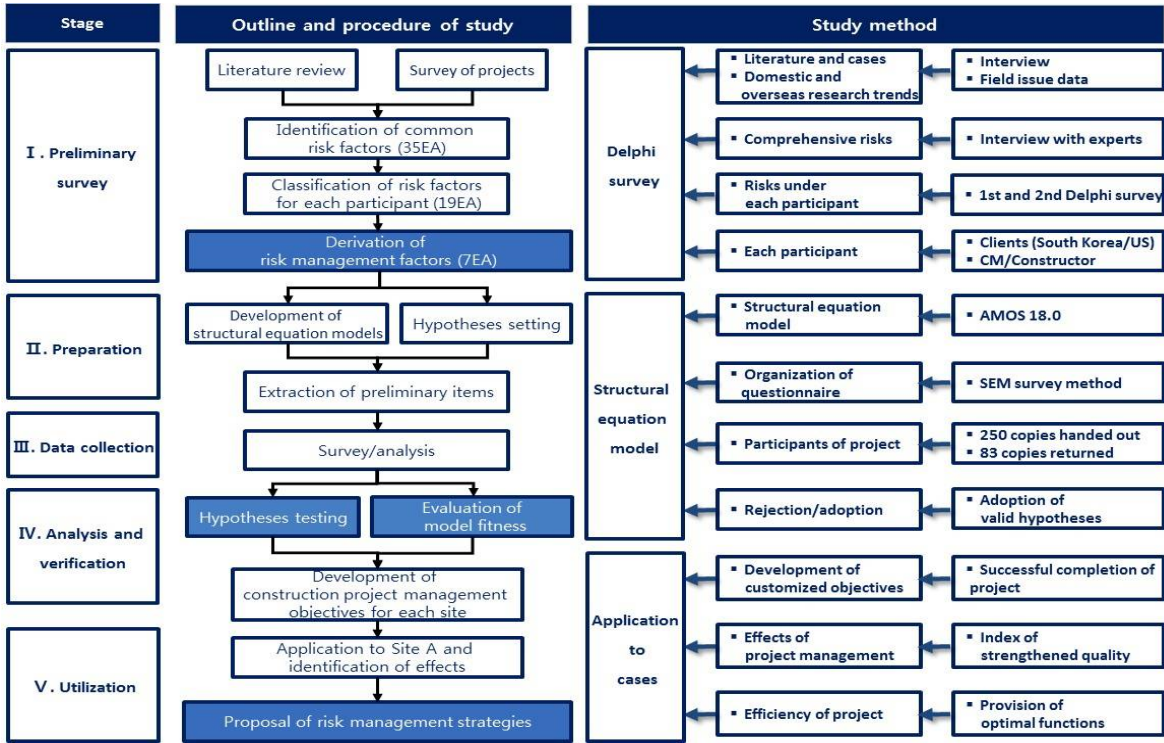 Stage
Outline and procedure of study
Study method
Ⅰ. Preliminary
survey
Ⅱ. Preparation
Ⅲ. Data collection
Ⅳ. Analysis and
verification
Ⅴ. Utilization
Literature review
Survey of projects
Identification of common
risk factors (35EA)
Classification of risk factors
for each participant (19EA)
Derivation of
risk management factors (7EA)
Development of
structural equation models
Hypotheses setting
Extraction of preliminary items
Survey/analysis
Hypotheses testing
Evaluation of
model fitness
Development of
construction project management
objectives for each site
Application to Site A and
identification of effects
Proposal of risk management strategies
Delphi
survey
▪ Literature and cases
▪ Domestic and
overseas research trends
▪ Interview
▪ Field issue data
▪ Comprehensive risks
▪ Interview with experts
▪ Risks under
each participant
▪ 1st and 2nd Delphi survey
▪ Each participant
▪ Clients (South Korea/US)
▪ CM/Constructor
Structural
equation
model
▪ Structural equation
model
▪ AMOS 18.0
▪ Organization of
questionnaire
▪ SEM survey method
▪ Participants of project
▪ 250 copies handed out
▪ 83 copies returned
▪ Rejection/adoption
▪ Adoption of
valid hypotheses
Application
to
cases
▪ Development of
customized objectives
▪ Successful completion of
project
▪ Effects of
project management
▪ Index of
strengthened quality
▪ Efficiency of project
▪ Provision of
optimal functions